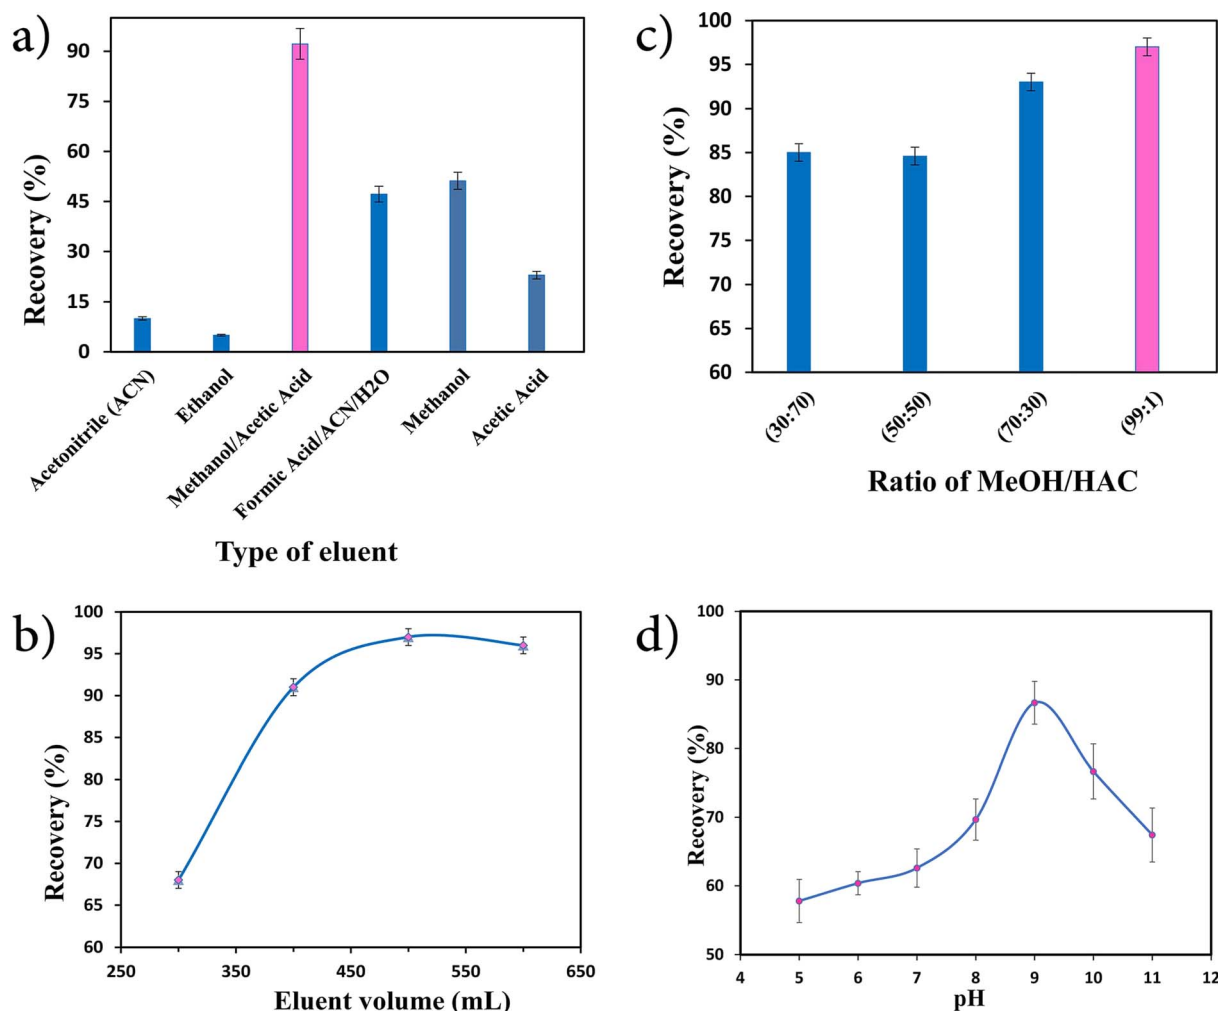 a)
Recovery (%)
90
75
60
45
30
15
0
Acetonitrile (ACN)
Ethanol
Methanol/Acetic Acid
Formic Acid/ACN/H2O
Methanol
Acetic Acid
Type of eluent
c)
Recovery (%)
100
95
90
85
80
75
70
65
60
(30:70)
(50:50)
(70:30)
(99:1)
Ratio of MeOH/HAC
b)
Recovery (%)
100
95
90
85
80
75
70
65
60
250
350
450
550
650
Eluent volume (mL)
d)
Recovery (%)
100
90
80
70
60
50
4
5
6
7
8
9
10
11
12
pH